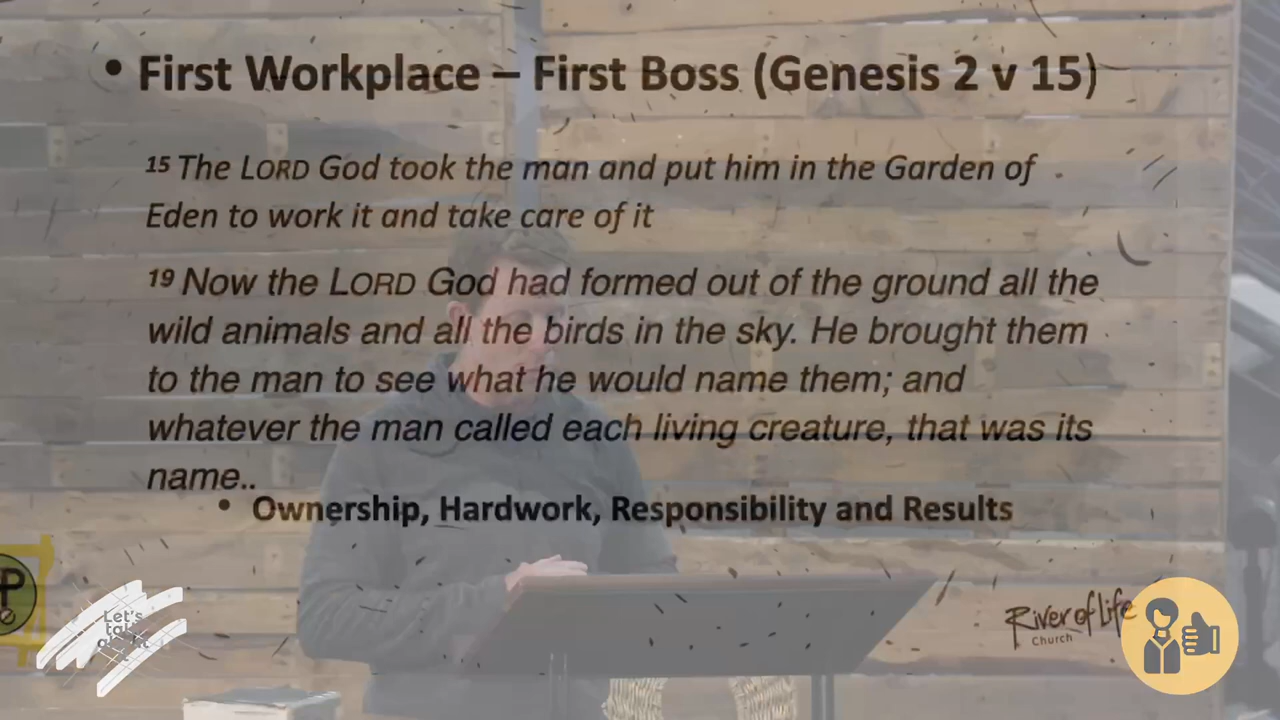 • First Workplace – First Boss (Genesis 2 v 15)
15 The LORD God took the man and put him in the Garden of
Eden to work it and take care of it
19 Now the LORD God had formed out of the ground all the
wild animals and all the birds in the sky. He brought them
to the man to see what he would name them; and
whatever the man called each living creature, that was its
name..
• Ownership, Hardwork, Responsibility and Results
P
Let's
River of Life
Church